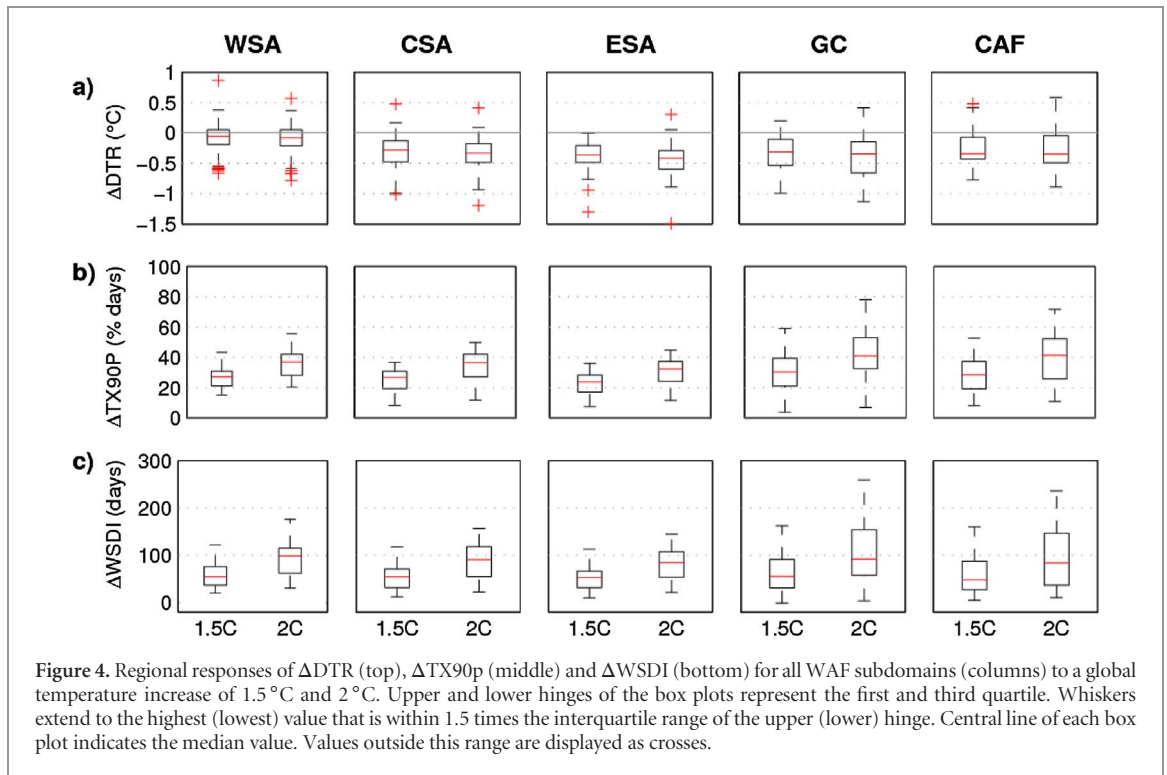 WSA CSA ESA GC CAF
a)
ΔDTR (°C)
1
0.5
0
−0.5
−1
−1.5
b)
ΔTX90P (% days)
100
80
60
40
20
0
c)
ΔWSDI (days)
300
200
100
0
1.5C 2C 1.5C 2C 1.5C 2C 1.5C 2C 1.5C 2C
Figure 4. Regional responses of ΔDTR (top), ΔTX90p (middle) and ΔWSDI (bottom) for all WAF subdomains (columns) to a global
temperature increase of 1.5 °C and 2 °C. Upper and lower hinges of the box plots represent the first and third quartile. Whiskers
extend to the highest (lowest) value that is within 1.5 times the interquartile range of the upper (lower) hinge. Central line of each box
plot indicates the median value. Values outside this range are displayed as crosses.